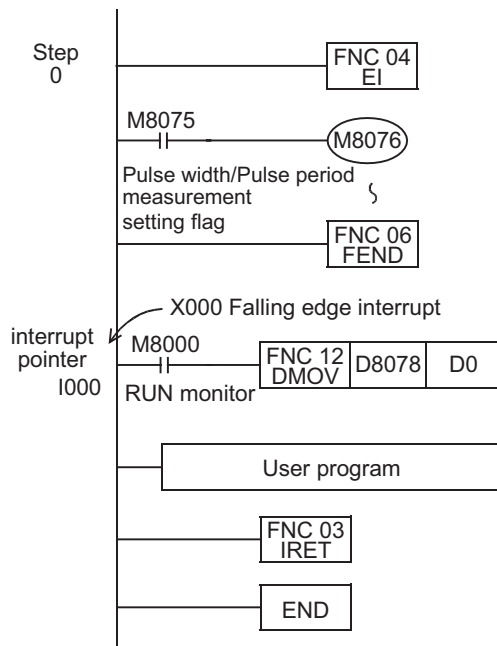 Step
0
FNC 04
EI
M8075
M8076
Pulse width/Pulse period
measurement
setting flag
FNC 06
FEND
X000 Falling edge interrupt
interrupt
pointer
I000
M8000
RUN monitor
FNC 12
DMOV
D8078
D0
User program
FNC 03
IRET
END